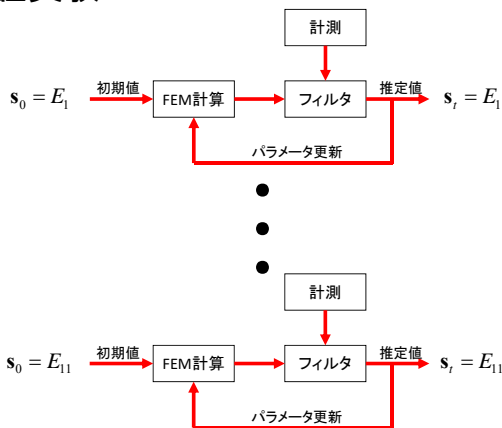 計測
初期値
推定値
s₀ = E₁
FEM計算
フィルタ
sₜ = E₁
パラメータ更新
計測
初期値
推定値
s₀ = E₁₁
FEM計算
フィルタ
sₜ = E₁₁
パラメータ更新